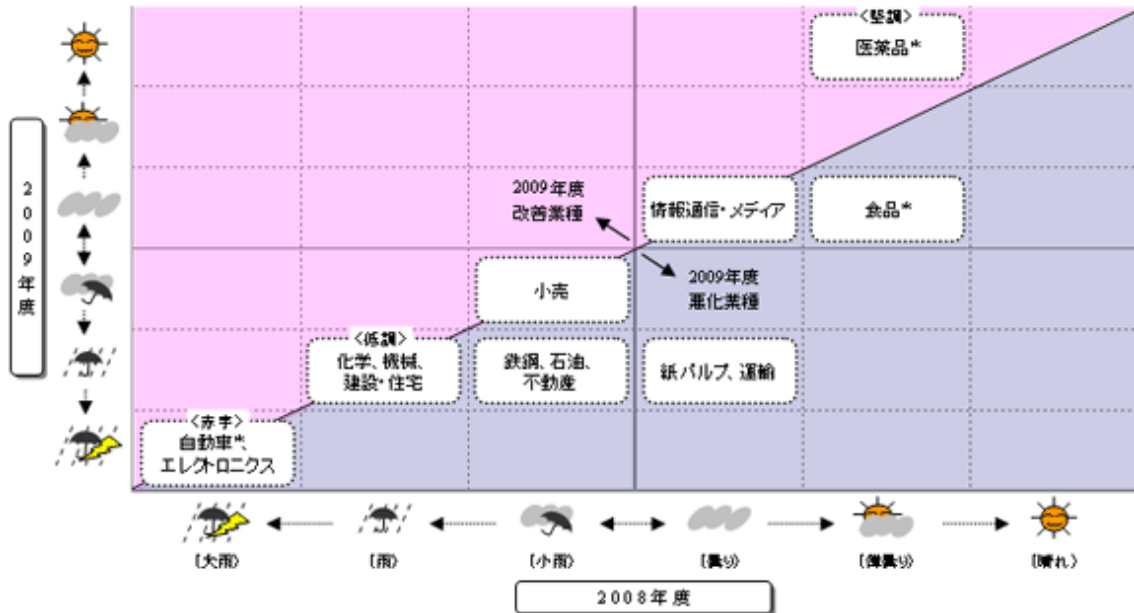 〈堅調〉
医薬品*
2009年度
2009年度
改善業種
情報通信・メディア
食品*
小売
2009年度
悪化業種
〈低調〉
化学、機械、
建設・住宅
鉄鋼、石油、
不動産
紙パルプ、運輸
〈赤字〉
自動車*、
エレクトロニクス
〔大雨〕
〔雨〕
〔小雨〕
〔曇り〕
〔薄曇り〕
〔晴れ〕
2008年度